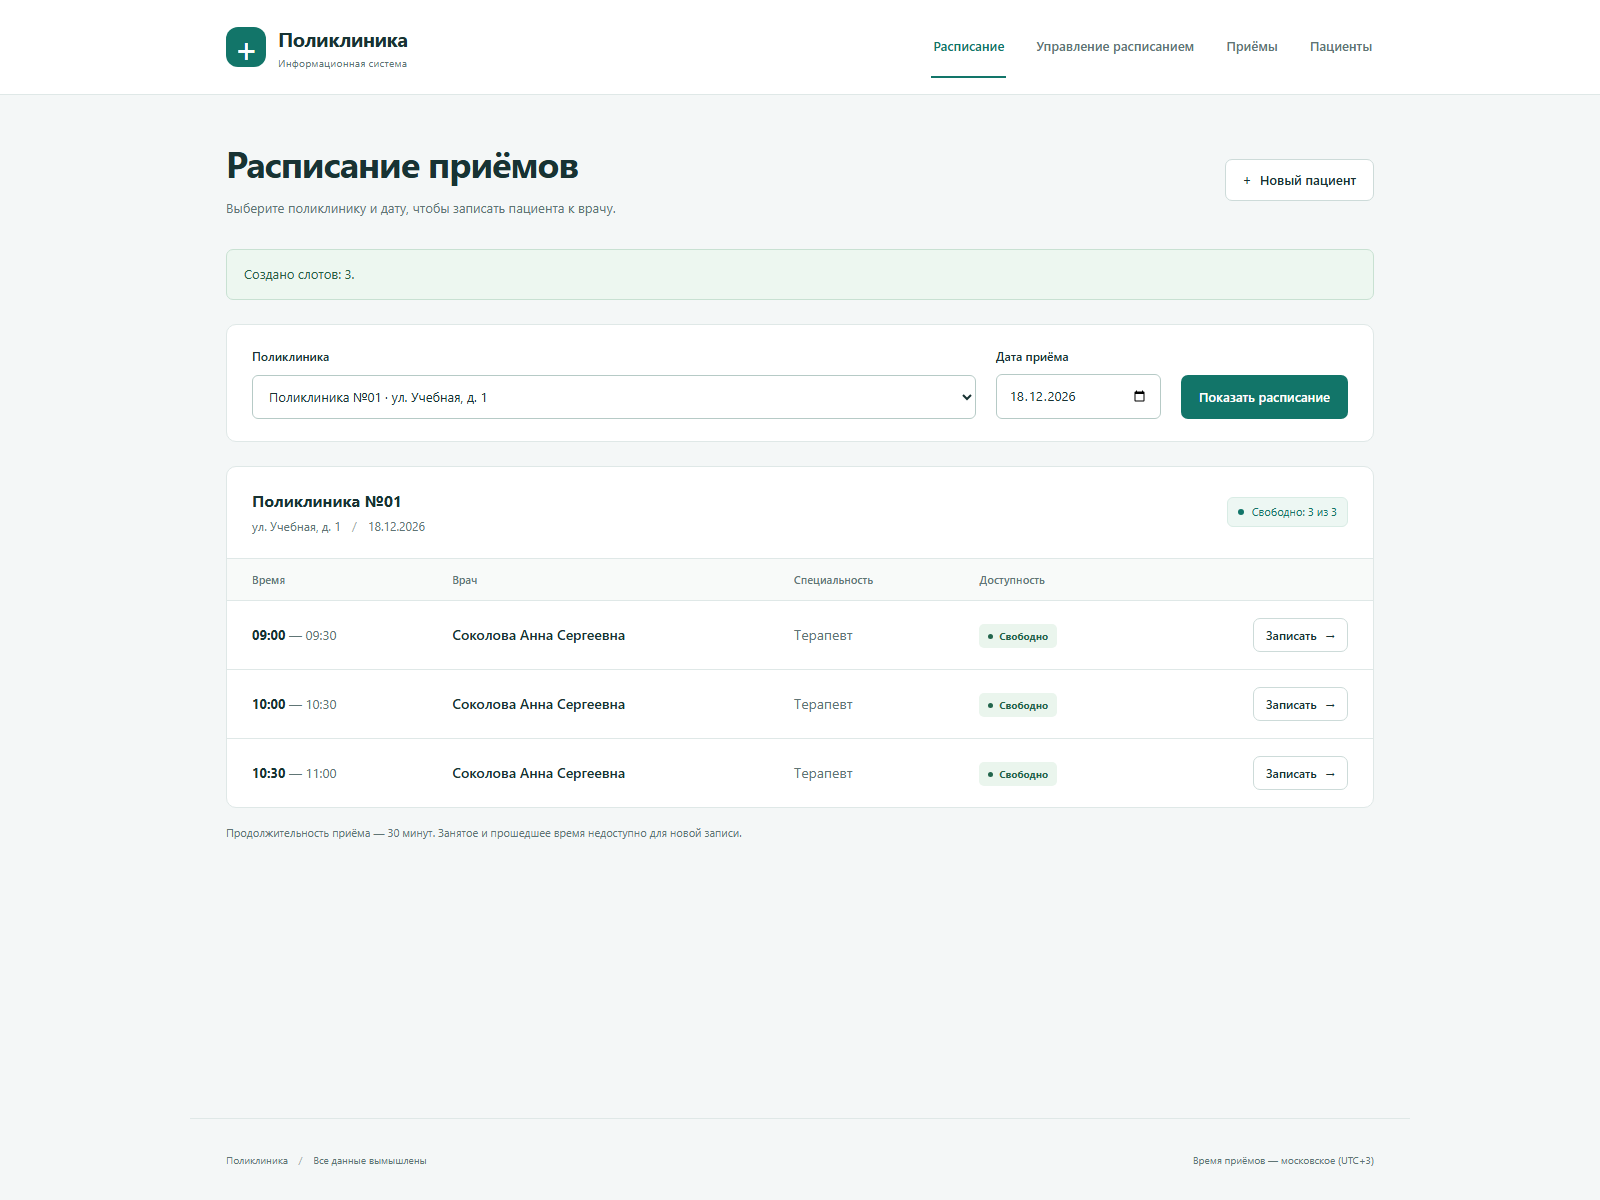 Поликлиника
Информационная система
Расписание Управление расписанием Приёмы Пациенты
Расписание приёмов
Выберите поликлинику и дату, чтобы записать пациента к врачу.
+ Новый пациент
Создано слотов: 3.
Поликлиника Дата приёма
Поликлиника №01 · ул. Учебная, д. 1 18.12.2026 Показать расписание
Поликлиника №01
ул. Учебная, д. 1 / 18.12.2026
Свободно: 3 из 3
Время Врач Специальность Доступность
09:00 — 09:30 Соколова Анна Сергеевна Терапевт Свободно Записать →
10:00 — 10:30 Соколова Анна Сергеевна Терапевт Свободно Записать →
10:30 — 11:00 Соколова Анна Сергеевна Терапевт Свободно Записать →
Продолжительность приёма — 30 минут. Занятое и прошедшее время недоступно для новой записи.
Поликлиника / Все данные вымышлены Время приёмов — московское (UTC+3)